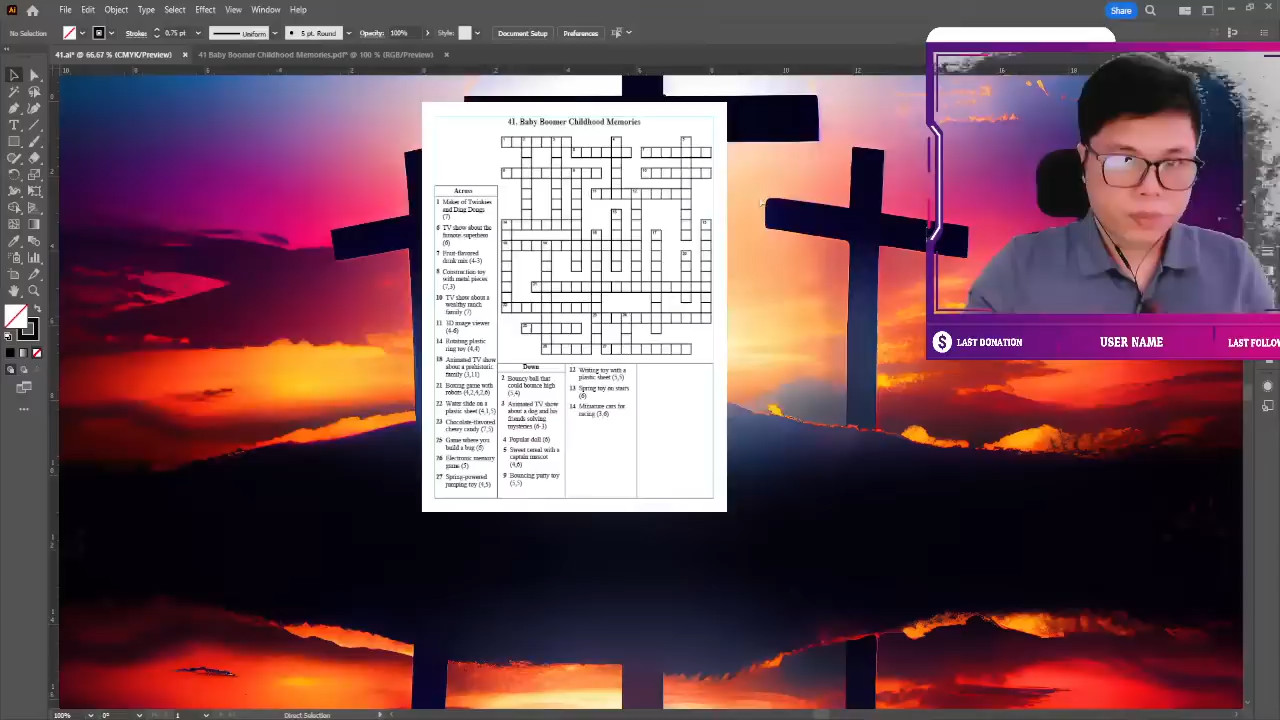 File Edit Object Type Select Effect View Window Help
Share
No Selection Stroke: 0.75 pt Uniform 5 pt. Round Opacity: 100% Style: Document Setup Preferences
41.ai* @ 66.67 % (CMYK/Preview) × 41 Baby Boomer Childhood Memories.pdf* @ 100 % (RGB/Preview) ×
41. Baby Boomer Childhood Memories
Across
1 Maker of Twinkies
and Ding Dongs
(7)
6 TV show about the
famous superhero
(6)
7 Fruit-flavored
drink mix (4-3)
8 Construction toy
with metal pieces
(7,3)
10 TV show about a
wealthy ranch
family (7)
11 3D image viewer
(4-6)
14 Rotating plastic
ring toy (4,4)
18 Animated TV show
about a prehistoric
family (3,11)
21 Boxing game with
robots (4,2,4,2,6)
22 Water slide on a
plastic sheet (4,1,5)
23 Chocolate-flavored
chewy candy (7,5)
25 Game where you
build a bug (6)
26 Electronic memory
game (5)
27 Spring-powered
jumping toy (4,5)
Down
2 Bouncy ball that
could bounce high
(5,4)
3 Animated TV show
about a dog and his
friends solving
mysteries (6-3)
4 Popular doll (6)
5 Sweet cereal with a
captain mascot
(4,6)
9 Bouncing putty toy
(5,5)
12 Writing toy with a
plastic sheet (5,5)
13 Spring toy on stairs
(6)
14 Miniature cars for
racing (3,6)
LAST DONATION USER NAME LAST FOLLOW
100% 0° 1 Direct Selection